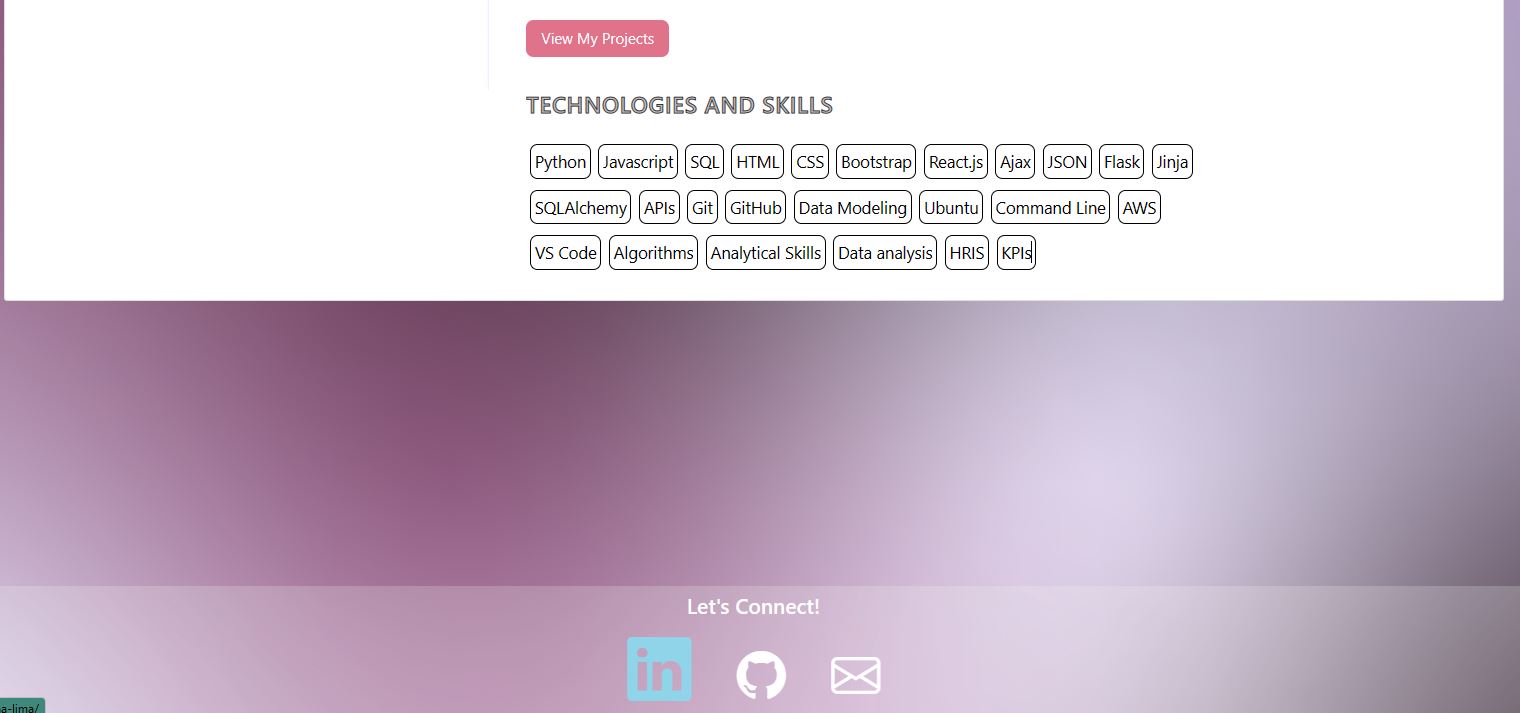 View My Projects
TECHNOLOGIES AND SKILLS
Python Javascript SQL HTML CSS Bootstrap React.js Ajax JSON Flask Jinja
SQLAlchemy APIs Git GitHub Data Modeling Ubuntu Command Line AWS
VS Code Algorithms Analytical Skills Data analysis HRIS KPIs
Let's Connect!
in
a-lima/